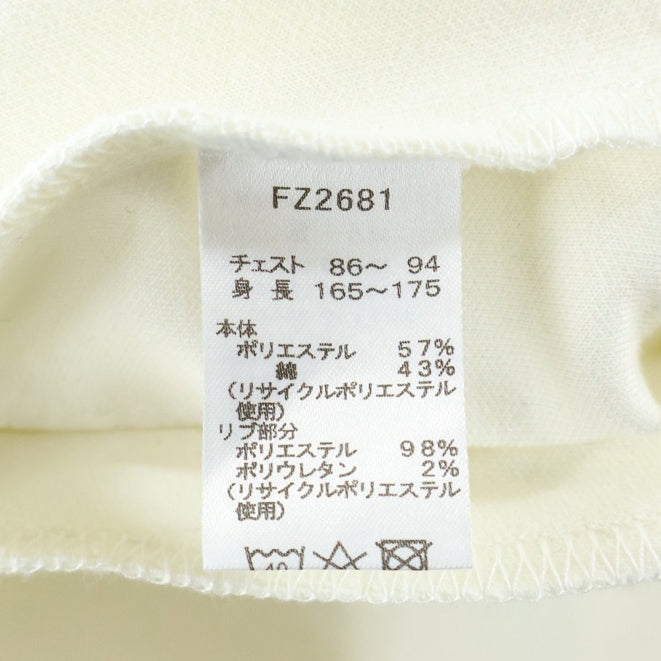 FZ2681
チェスト 86～ 94
身 長 165～175
本体
ポリエステル 57%
綿 43%
(リサイクルポリエステル
使用)
リブ部分
ポリエステル 98%
ポリウレタン 2%
(リサイクルポリエステル
使用)
40